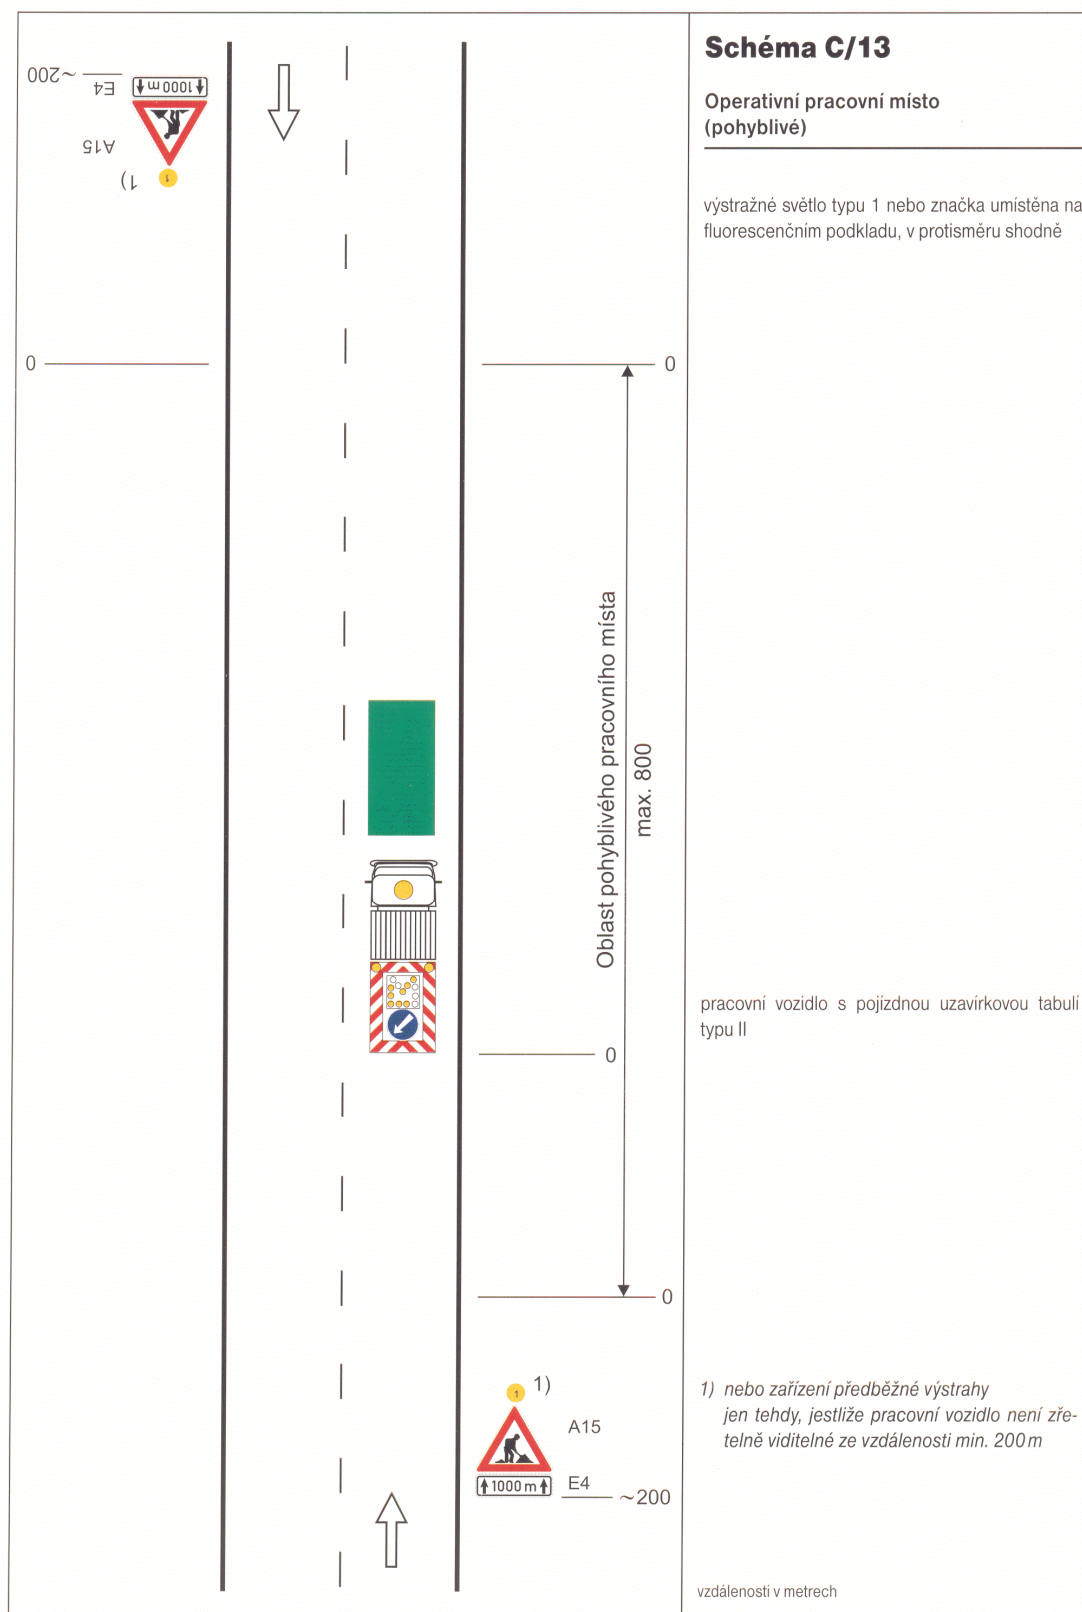 Schéma C/13
Operativní pracovní místo
(pohyblivé)
výstražné světlo typu 1 nebo značka umístěna na
fluorescenčním podkladu, v protisměru shodně
~200
E4
1000 m
A15
1)
1
0
0
Oblast pohyblivého pracovního místa
max. 800
pracovní vozidlo s pojízdnou uzavírkovou tabulí
typu II
0
0
1
1)
A15
1000 m
E4
~200
1) nebo zařízení předběžné výstrahy
jen tehdy, jestliže pracovní vozidlo není zře-
telně viditelné ze vzdálenosti min. 200 m
vzdálenosti v metrech